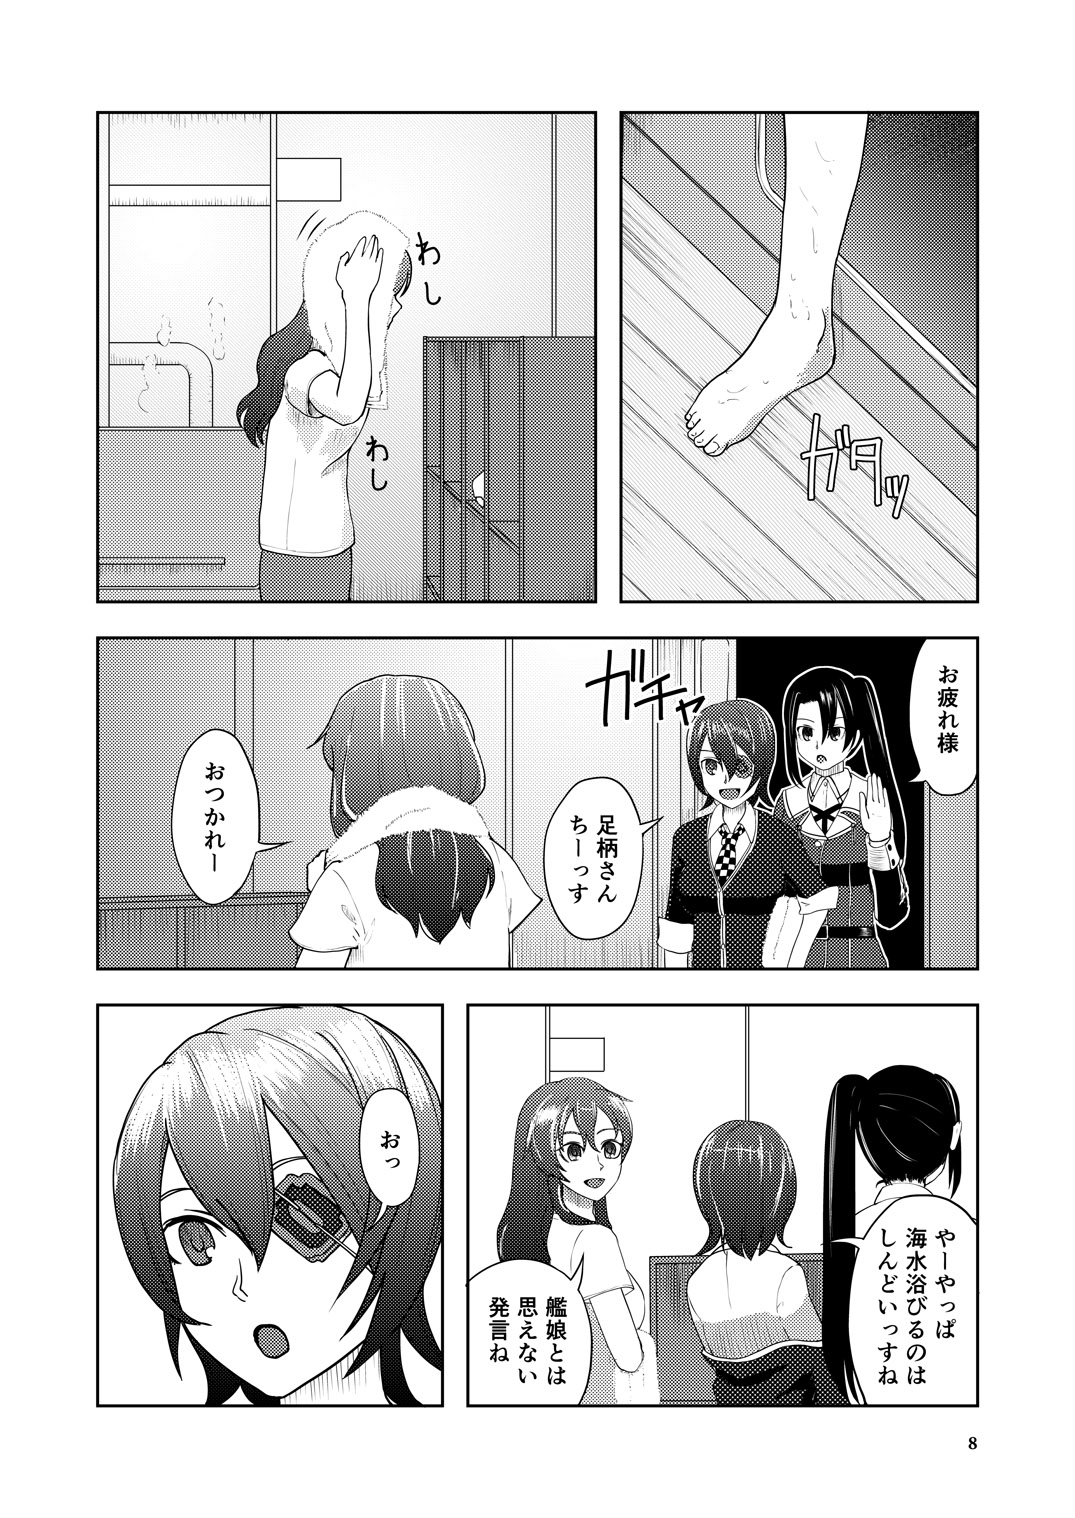 ガタッ
わし
わし
お疲れ様
ガチャ
足柄さん
ちーっす
おつかれー
やーやっぱ
海水浴びるのは
しんどいっすね
艦娘とは
思えない
発言ね
おっ
8